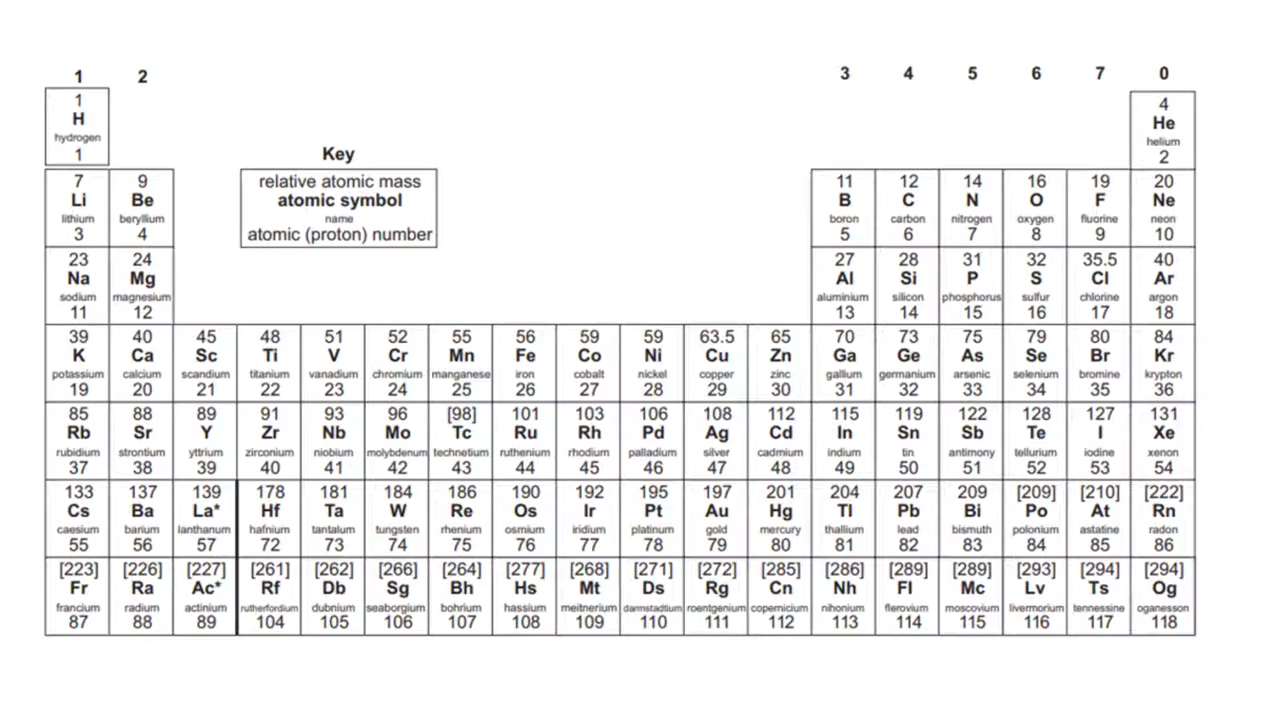 1 2 3 4 5 6 7 0
1 4
H He
hydrogen helium
1 2
Key
relative atomic mass
atomic symbol
name
atomic (proton) number
7 9 11 12 14 16 19 20
Li Be B C N O F Ne
lithium beryllium boron carbon nitrogen oxygen fluorine neon
3 4 5 6 7 8 9 10
23 24 27 28 31 32 35.5 40
Na Mg Al Si P S Cl Ar
sodium magnesium aluminium silicon phosphorus sulfur chlorine argon
11 12 13 14 15 16 17 18
39 40 45 48 51 52 55 56 59 59 63.5 65 70 73 75 79 80 84
K Ca Sc Ti V Cr Mn Fe Co Ni Cu Zn Ga Ge As Se Br Kr
potassium calcium scandium titanium vanadium chromium manganese iron cobalt nickel copper zinc gallium germanium arsenic selenium bromine krypton
19 20 21 22 23 24 25 26 27 28 29 30 31 32 33 34 35 36
85 88 89 91 93 96 [98] 101 103 106 108 112 115 119 122 128 127 131
Rb Sr Y Zr Nb Mo Tc Ru Rh Pd Ag Cd In Sn Sb Te I Xe
rubidium strontium yttrium zirconium niobium molybdenum technetium ruthenium rhodium palladium silver cadmium indium tin antimony tellurium iodine xenon
37 38 39 40 41 42 43 44 45 46 47 48 49 50 51 52 53 54
133 137 139 178 181 184 186 190 192 195 197 201 204 207 209 [209] [210] [222]
Cs Ba La* Hf Ta W Re Os Ir Pt Au Hg Tl Pb Bi Po At Rn
caesium barium lanthanum hafnium tantalum tungsten rhenium osmium iridium platinum gold mercury thallium lead bismuth polonium astatine radon
55 56 57 72 73 74 75 76 77 78 79 80 81 82 83 84 85 86
[223] [226] [227] [261] [262] [266] [264] [277] [268] [271] [272] [285] [286] [289] [289] [293] [294] [294]
Fr Ra Ac* Rf Db Sg Bh Hs Mt Ds Rg Cn Nh Fl Mc Lv Ts Og
francium radium actinium rutherfordium dubnium seaborgium bohrium hassium meitnerium darmstadtium roentgenium copernicium nihonium flerovium moscovium livermorium tennessine oganesson
87 88 89 104 105 106 107 108 109 110 111 112 113 114 115 116 117 118